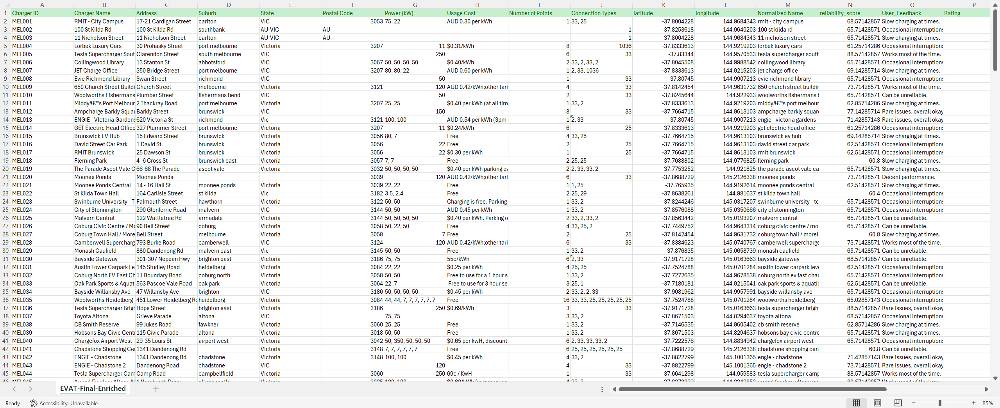 A B C D E F G H I J K L M N O P
1 Charger ID Charger Name Address Suburb State Postal Code Power (kW) Usage Cost Number of Points Connection Types latitude longitude Normalized Name reliability_score User_Feedback Rating
2 MEL001 RMIT - City Campus 17-21 Cardigan Street carlton VIC 3053 75, 22 AUD 0.30 per kWh 1 33, 25 -37.8004228 144.9684343 rmit - city campus 68.57142857 Slow charging at times.
3 MEL002 100 St Kilda Rd 100 St Kilda Rd southbank AU-VIC AU 1 -37.8253618 144.9640203 100 st kilda rd 65.71428571 Occasional interruptions
4 MEL003 11 Nicholson Street 11 Nicholson Street carlton AU-VIC AU 1 -37.8004228 144.9684343 11 nicholson street 65.71428571 Slow charging at times.
5 MEL004 Lorbek Luxury Cars 30 Prohasky Street port melbourne Victoria 3207 11 $0.31/kWh 8 1036 -37.8333613 144.9219203 lorbek luxury cars 61.25714286 Occasional interruptions
6 MEL005 Tesla Supercharger Sout Clarendon Street south melbourne VIC 250 6 33 -37.83344 144.9570533 tesla supercharger south 88.57142857 Works most of the time.
7 MEL006 Collingwood Library 13 Stanton St abbotsford VIC 3067 50, 50, 50, 50 $0.40/kWh 2 33, 2, 33, 2 -37.8045508 144.9988542 collingwood library 65.71428571 Occasional interruptions
8 MEL007 JET Charge Office 350 Bridge Street port melbourne VIC 3207 80, 80, 22 AUD 0.60 per kWh 1 2, 33, 1036 -37.8333613 144.9219203 jet charge office 69.14285714 Slow charging at times.
9 MEL008 Evie Richmond Library Swan Street richmond VIC 50 1 33 -37.80745 144.9907213 evie richmond library 65.71428571 Occasional interruptions
10 MEL009 650 Church Street Buildi Church Street melbourne Victoria 3121 120 AUD 0.42/kWh;other tari 4 33 -37.8142454 144.9631732 650 church street buildin 73.71428571 Works most of the time.
11 MEL010 Woolworths Fishermans Plumber Street fishermans bend VIC 50 2 33 -37.8245644 144.922933 woolworths fishermans b 65.71428571 Can be unreliable.
12 MEL011 Middyâ€™s Port Melbour 2 Thackray Road port melbourne Victoria 3207 25, 25 $0.40 per kWh (at all tim 1 33, 2 -37.8333613 144.9219203 middyâ€™s port melbour 62.85714286 Slow charging at times.
13 MEL012 Ampcharge Barkly Squar Barkly Street brunswick VIC 150 8 33 -37.7664715 144.9613103 ampcharge barkly square 77.14285714 Rare issues, overall okay
14 MEL013 ENGIE - VIctoria Gardens 620 Victoria St richmond Vic 3121 100, 100 AUD 0.54 per kWh (3pm- 1 2, 33 -37.80745 144.9907213 engie - victoria gardens 71.42857143 Rare issues, overall okay
15 MEL014 GET Electric Head Office 327 Plummer Street port melbourne Victoria 3207 11 $0.24/kWh 6 25 -37.8333613 144.9219203 get electric head office 61.25714286 Occasional interruptions
16 MEL015 Brunswick EV Hub 15 Edward Street brunswick Victoria 3056 80, 7 Free 4 33, 25 -37.7664715 144.9613103 brunswick ev hub 69.14285714 Slow charging at times.
17 MEL016 David Street Car Park 1 David St brunswick Victoria 3056 22 Free 2 25 -37.7664715 144.9613103 david street car park 62.51428571 Occasional interruptions
18 MEL017 RMIT Brunswick 25 Dawson St brunswick Victoria 3056 22 $0.30 per kWh 1 25 -37.7664715 144.9613103 rmit brunswick 62.51428571 Occasional interruptions
19 MEL018 Fleming Park 4 -6 Cross St brunswick east Victoria 3057 7, 7 Free 2 25, 25 -37.7688802 144.9776825 fleming park 60.8 Slow charging at times.
20 MEL019 The Parade Ascot Vale C 66-68 The Parade ascot vale Victoria 3032 50, 50, 50, 50 $0.40 per kWh parking ov 2 2, 33, 33, 2 -37.7753252 144.921825 the parade ascot vale ca 65.71428571 Slow charging at times.
21 MEL020 Moonee Ponds Moonee Ponds 3039 120 AUD 0.42/kWh;other tari 6 33 -37.8688729 145.2126338 moonee ponds 73.71428571 Decent performance.
22 MEL021 Moonee Ponds Central 14 - 16 Hall St moonee ponds Victoria 3039 22, 22 Free 1 1, 25 -37.765935 144.9192614 moonee ponds central 62.51428571 Slow charging at times.
23 MEL022 St Kilda Town Hall 164 Carlisle Street st kilda Vic 3182 3.5, 2.4 Free 2 25, 29 -37.8638261 144.981637 st kilda town hall 60.4 Occasional interruptions
24 MEL023 Swinburne University - T( Falmouth Street hawthorn Victoria 3122 50, 50 Charging is free. Parking 1 33, 2 -37.8244246 145.0317207 swinburne university - tc 65.71428571 Occasional interruptions
25 MEL024 City of Stonnington 290 Glenferrie Road malvern VIC 3144 50, 50 AUD 0.45 per kWh 1 33, 2 -37.8576088 145.0350666 city of stonnington 65.71428571 Occasional interruptions
26 MEL025 Malvern Central 122 Wattletree Rd armadale Victoria 3144 50, 50, 50, 50 $0.40 per kWh. Parking o 2 33, 2, 33, 2 -37.8563442 145.0193207 malvern central 65.71428571 Can be unreliable.
27 MEL026 Coburg Civic Centre / Mc 90 Bell Street coburg Victoria 3058 50, 22, 50 Free 4 33, 25, 2 -37.7449752 144.9643314 coburg civic centre / mo 65.71428571 Can be unreliable.
28 MEL027 Coburg Town Hall / More Bell Street melbourne Victoria 3058 7 Free 2 25 -37.8142454 144.9631732 coburg town hall / morel 60.8 Slow charging at times.
29 MEL028 Camberwell Supercharg 793 Burke Road camberwell VIC 3124 120 AUD 0.42/kWh;other tari 6 33 -37.8384623 145.0740767 camberwell supercharge 73.71428571 Works most of the time.
30 MEL029 Monash Caufield 880 Dandenong Rd malvern east Vic 3145 50, 50 Free 1 33, 2 -37.876835 145.0658739 monash caufield 65.71428571 Can be unreliable.
31 MEL030 Bayside Gateway 301-307 Nepean Hwy brighton east Victoria 3186 75, 75 55c/kWh 6 2, 33 -37.9171728 145.0163663 bayside gateway 68.57142857 Can be unreliable.
32 MEL031 Austin Tower Carpark Le 145 Studley Road heidelberg Victoria 3084 22, 22 $0.25 per kWh 4 25, 25 -37.7524788 145.0701284 austin tower carpark leve 62.51428571 Occasional interruptions
33 MEL032 Coburg North EV Fast Ch 11 Boundary Road coburg north Victoria 3058 50, 50 Free to use for a 1 hour s 1 33, 2 -37.7272635 144.9678538 coburg north ev fast char 65.71428571 Occasional interruptions
34 MEL033 Oak Park Sports & Aquati 563 Pascoe Vale Road oak park Victoria 3064 22, 7 Free to use for 3 hour se 3 25, 1 -37.7180181 144.9215041 oak park sports & aquatic 62.51428571 Can be unreliable.
35 MEL034 Bayside Willansby Ave 47 Willansby Ave brighton VIC 3186 50, 50, 50, 50 $0.45 per kWh 2 33, 2, 2, 33 -37.9081962 144.9957991 bayside willansby ave 65.71428571 Occasional interruptions
36 MEL035 Woolworths Heidelberg 451 Lower Heidelberg Rc heidelberg Victoria 3084 44, 44, 7, 7, 7, 7, 7, 7 Free 16 33, 33, 25, 25, 25, 25, 25, -37.7524788 145.0701284 woolworths heidelberg 65.02857143 Occasional interruptions
37 MEL036 Tesla Supercharger Brigh Hope Street brighton east Victoria 3186 250 $0.69/kWh 3 33 -37.9171728 145.0163663 tesla supercharger brigh 88.57142857 Rare issues, overall okay
38 MEL037 Toyota Altona Grieve Parade altona VIC 75, 75 3 33, 2 -37.8671503 144.8294637 toyota altona 68.57142857 Occasional interruptions
39 MEL038 CB Smith Reserve 99 Jukes Road fawkner Victoria 3060 25, 25 Free 1 33, 2 -37.7146535 144.9605402 cb smith reserve 62.85714286 Slow charging at times.
40 MEL039 Hobsons Bay Civic Centr 115 Civic Parade altona Victoria 3018 50, 50 Free 1 33, 2 -37.8671503 144.8294637 hobsons bay civic centre 65.71428571 Slow charging at times.
41 MEL040 Chargefox Airport West 29-35 Louis St airport west Victoria 3042 50, 350, 50, 50, 50 $0.65 per kwH, discount 6 2, 33, 33, 33, 2 -37.7222576 144.8834942 chargefox airport west 65.71428571 Occasional interruptions
42 MEL041 Chadstone Shopping Cer 1341 Dandenong Rd Victoria 3148 7, 7, 7, 7, 7, 7 Free 6 25, 25, 25, 25, 25, 25 -37.8688729 145.2126338 chadstone shopping cen 60.8 Can be unreliable.
43 MEL042 ENGIE - Chadstone 1341 Dandenong Rd chadstone Victoria 3148 100, 100 $0.45 per kWh 4 33, 2 -37.8822799 145.1001365 engie - chadstone 71.42857143 Rare issues, overall okay
44 MEL043 ENGIE - Chadstone 2 Dandenong Road chadstone VIC 120 4 33 -37.8822799 145.1001365 engie - chadstone 2 73.71428571 Rare issues, overall okay
45 MEL044 Tesla Supercharger Cam Camp Road campbellfield Victoria 3060 250 69c / KwH 1 33 -37.6641298 144.959583 tesla supercharger camp 88.57142857 Works most of the time.
EVAT-Final-Enriched
Ready Accessibility: Unavailable 85%